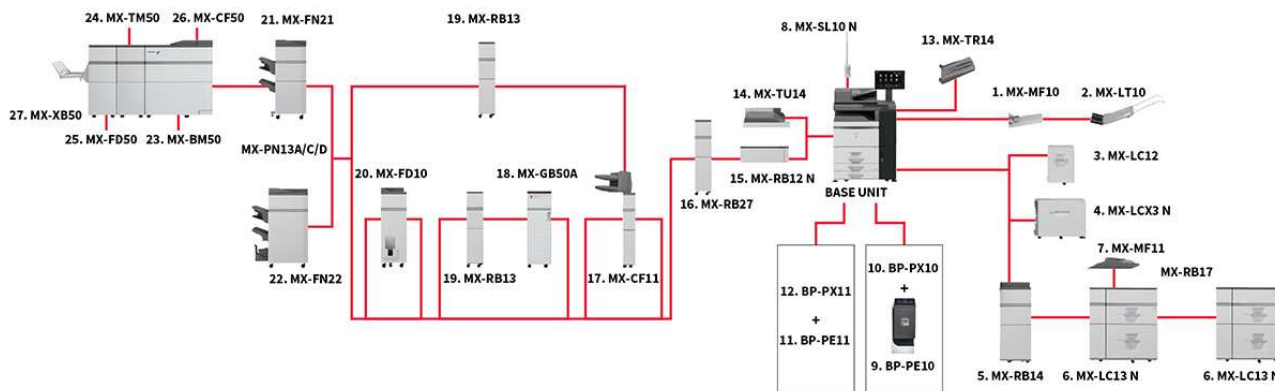 24. MX-TM50
26. MX-CF50
21. MX-FN21
19. MX-RB13
8. MX-SL10 N
13. MX-TR14
14. MX-TU14
1. MX-MF10
2. MX-LT10
27. MX-XB50
25. MX-FD50
23. MX-BM50
MX-PN13A/C/D
3. MX-LC12
20. MX-FD10
18. MX-GB50A
15. MX-RB12 N
16. MX-RB27
BASE UNIT
4. MX-LCX3 N
22. MX-FN22
19. MX-RB13
17. MX-CF11
7. MX-MF11
MX-RB17
12. BP-PX11
+
11. BP-PE11
10. BP-PX10
+
9. BP-PE10
5. MX-RB14
6. MX-LC13 N
6. MX-LC13 N